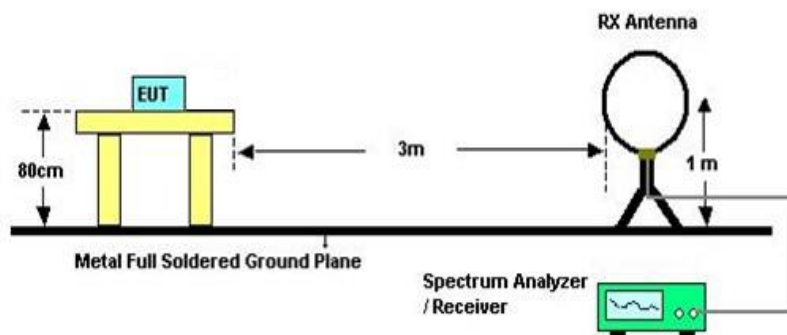 RX Antenna
EUT
3m
80cm
1 m
Metal Full Soldered Ground Plane
Spectrum Analyzer
/ Receiver